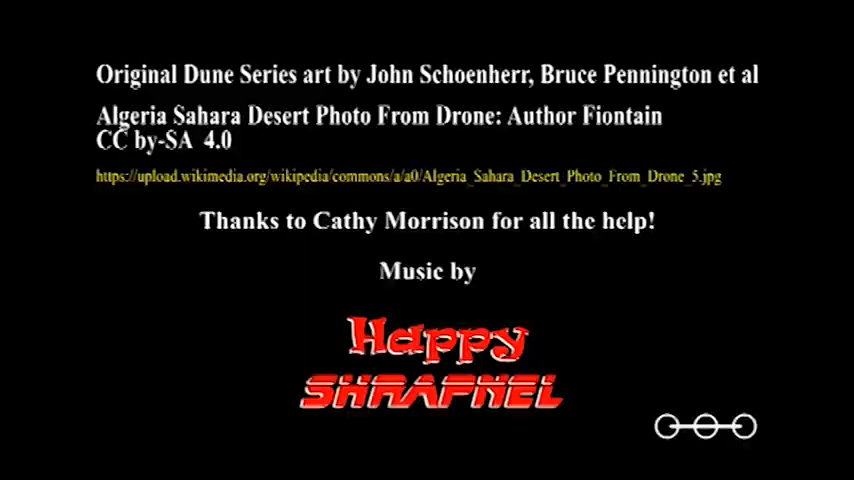 Original Dune Series art by John Schoenherr, Bruce Pennington et al
Algeria Sahara Desert Photo From Drone: Author Fiontain
CC by-SA 4.0
https://upload.wikimedia.org/wikipedia/commons/a/a0/Algeria_Sahara_Desert_Photo_From_Drone_5.jpg
Thanks to Cathy Morrison for all the help!
Music by
Happy
SHRAPNEL